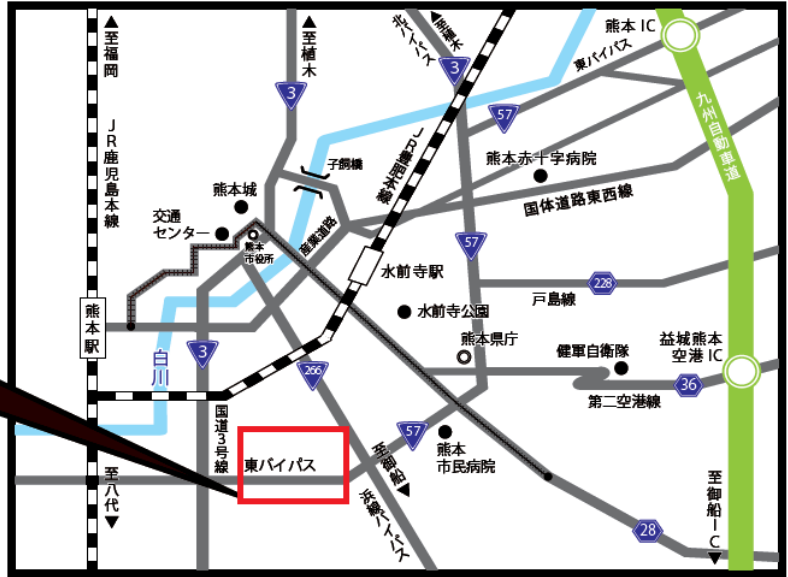 至福岡
JR鹿児島本線
至植木
3
北バイパス
至植木
3
熊本 IC
東バイパス
57
九州自動車道
JR豊肥本線
子飼橋
熊本赤十字病院
国体道路東西線
熊本城
交通
センター
熊本
市役所
産業道路
57
水前寺駅
228
戸島線
水前寺公園
熊本駅
白川
3
266
熊本県庁
健軍自衛隊
益城熊本
空港 IC
36
第二空港線
国道3号線
57
熊本
市民病院
東バイパス
至御船
浜線バイパス
至八代
28
至御船IC